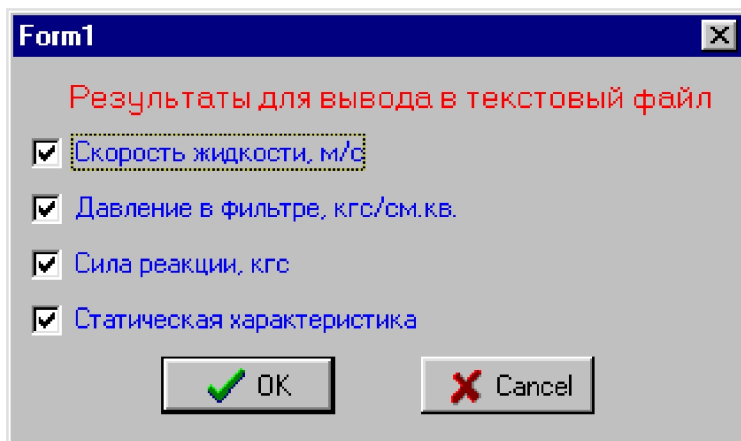 Form1
Результаты для вывода в текстовый файл
Скорость жидкости, м/с
Давление в фильтре, кгс/см.кв.
Сила реакции, кгс
Статическая характеристика
OK Cancel